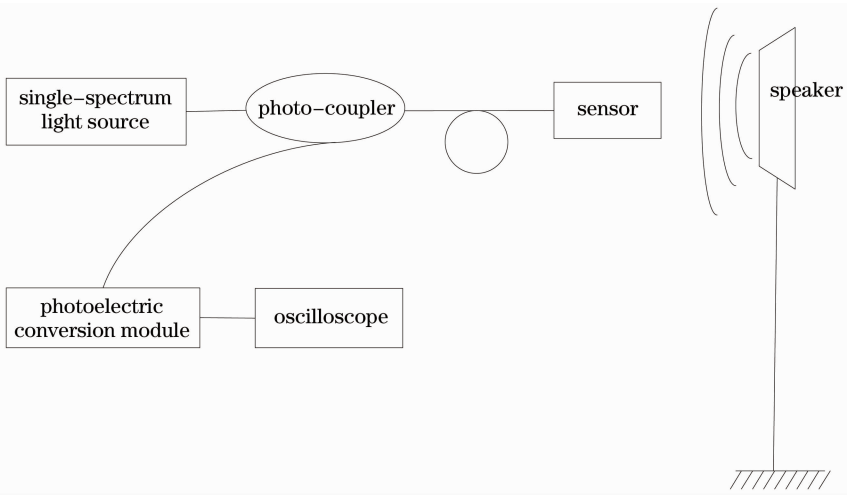 single−spectrum
light source
photo−coupler
sensor
speaker
photoelectric
conversion module
oscilloscope